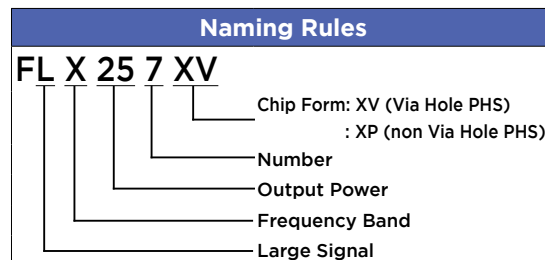 Naming Rules
FL X 25 7 XV
Chip Form: XV (Via Hole PHS)
: XP (non Via Hole PHS)
Number
Output Power
Frequency Band
Large Signal